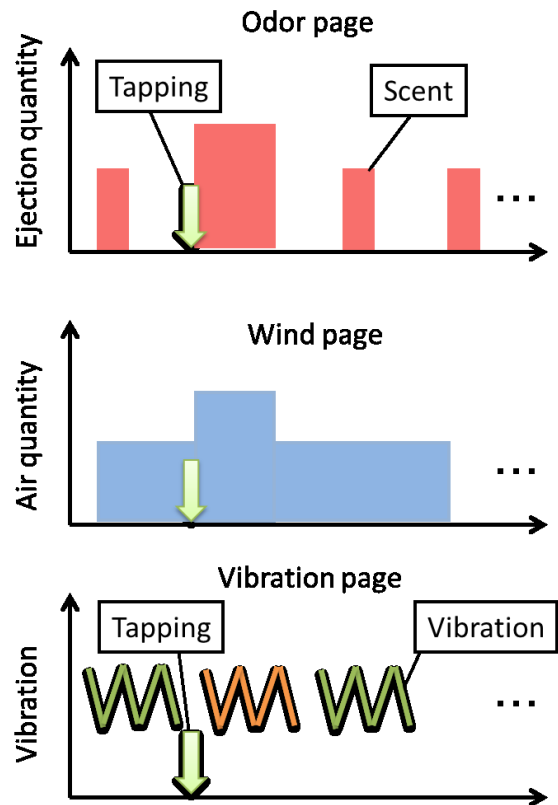 Odor page
Ejection quantity
Tapping
Scent
...
Wind page
Air quantity
...
Vibration page
Vibration
Tapping
Vibration
...